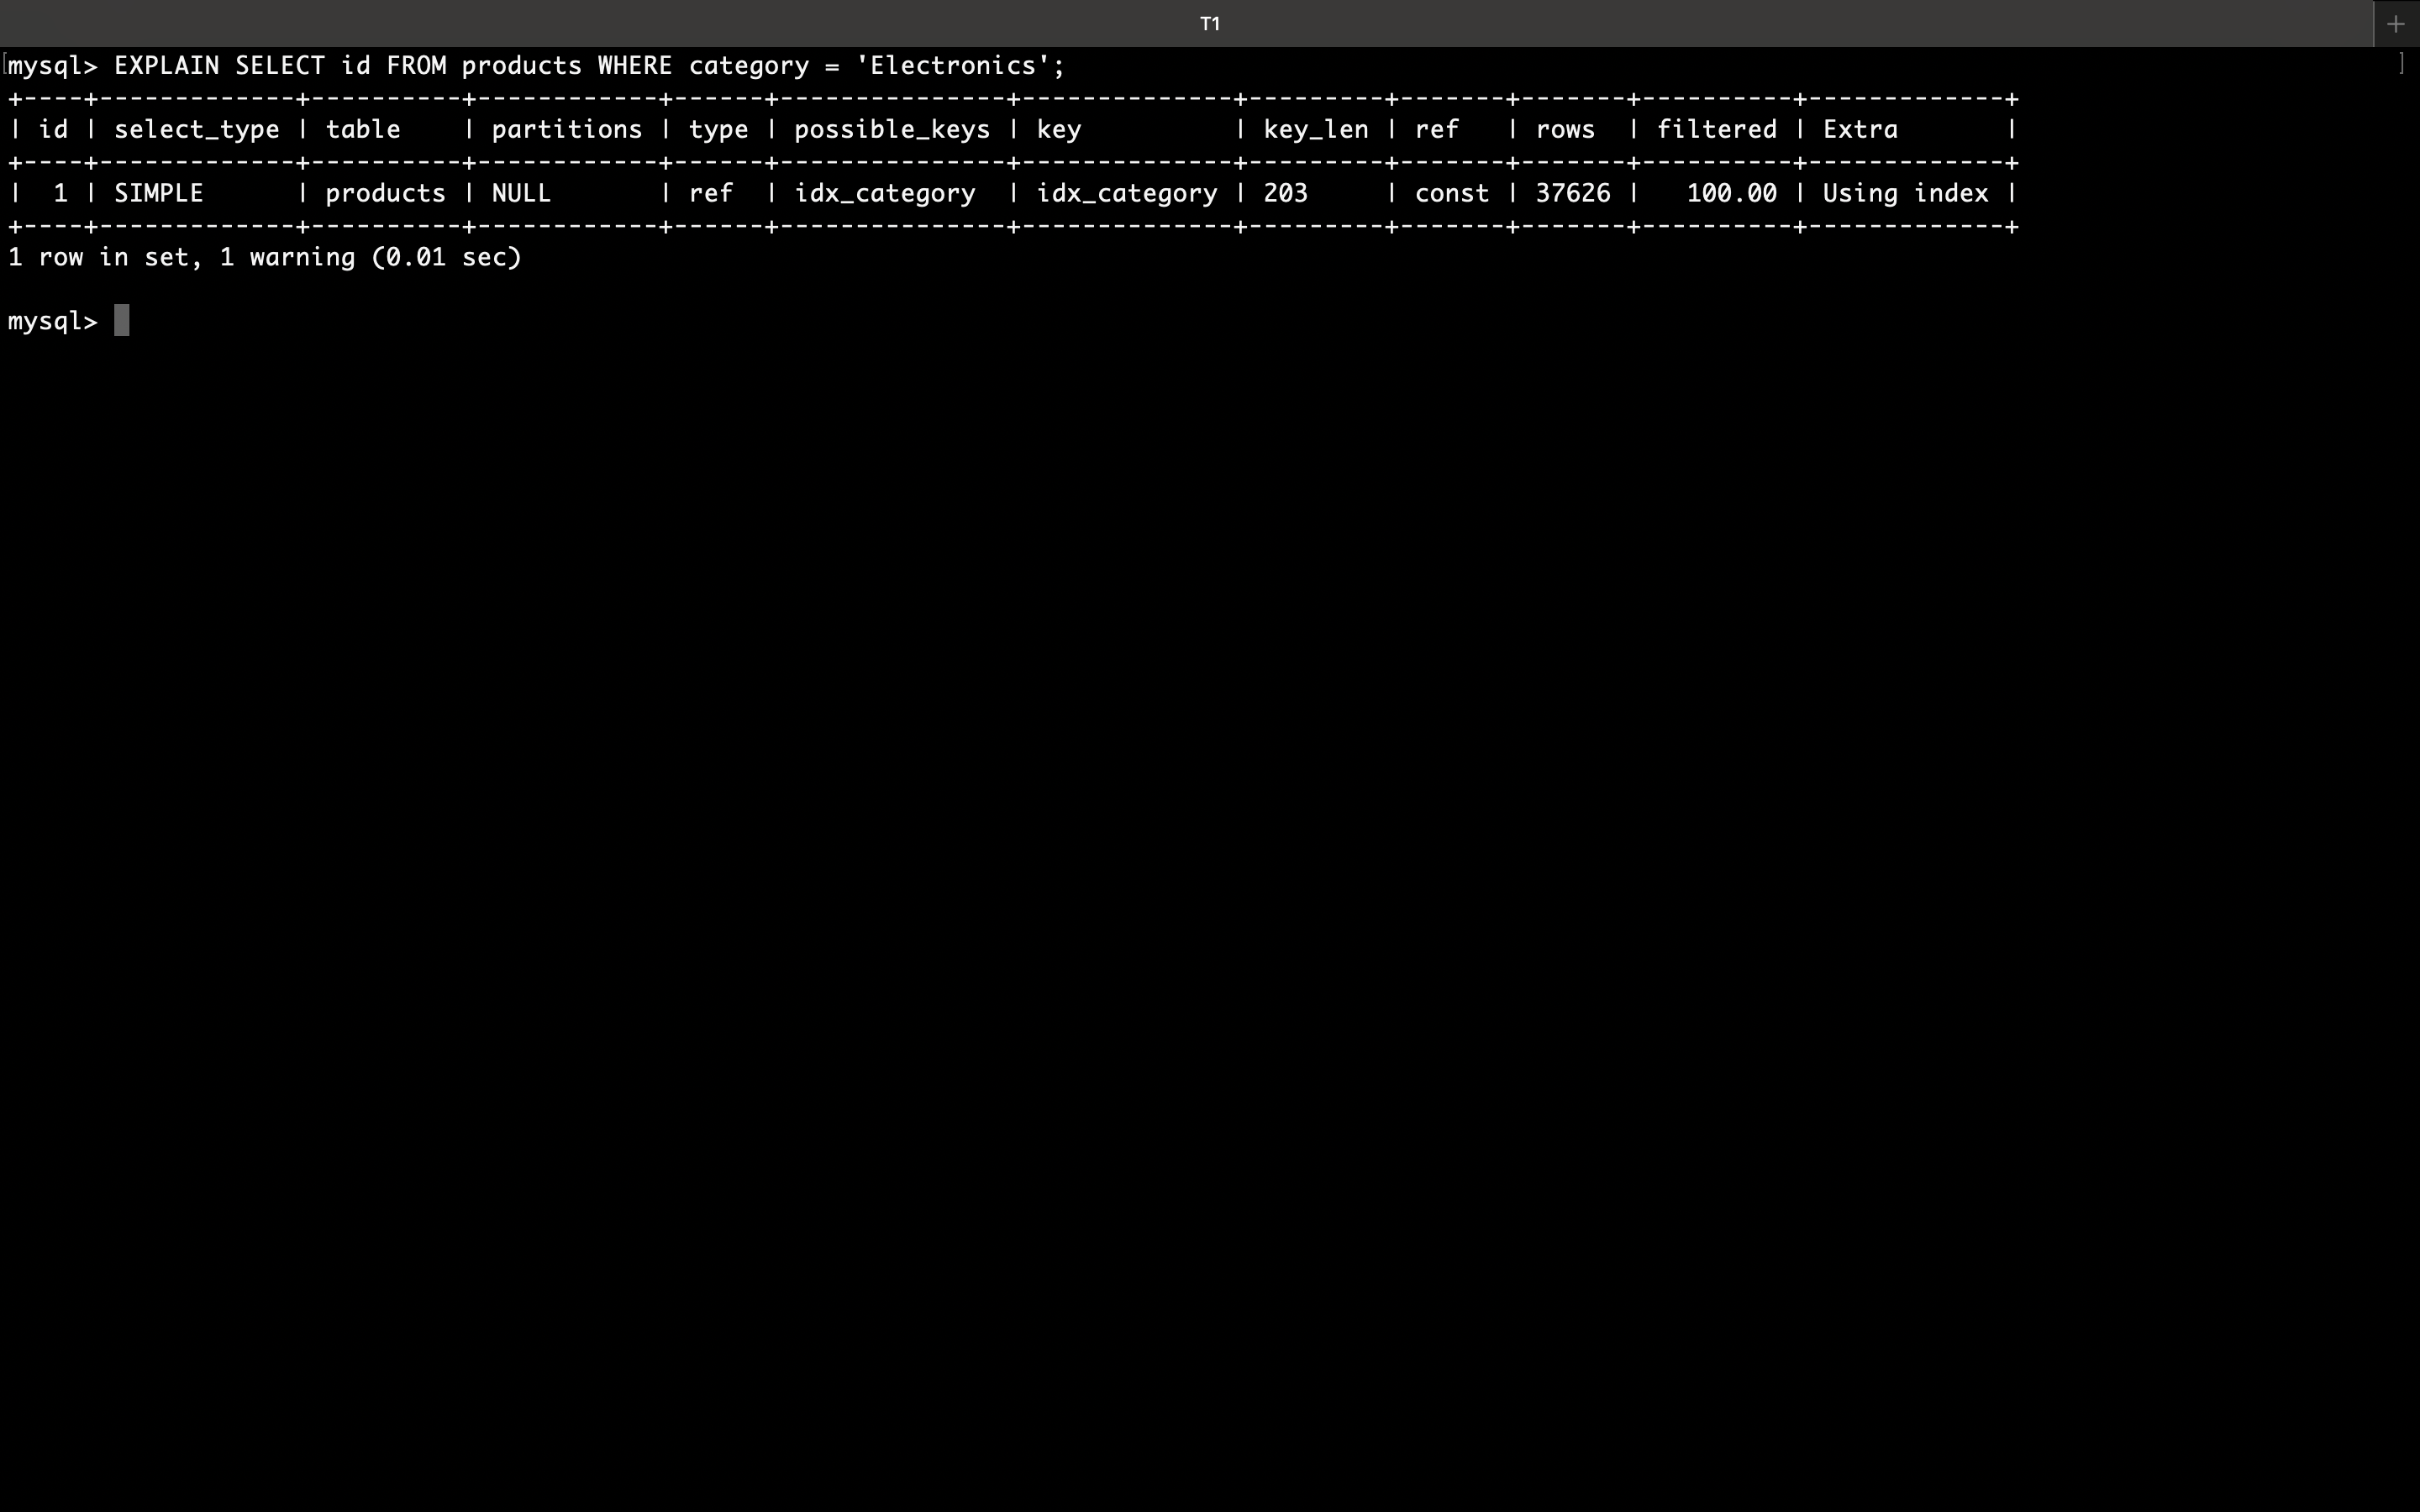 T1
mysql> EXPLAIN SELECT id FROM products WHERE category = 'Electronics';
+----+-------------+----------+------------+------+---------------+--------------+---------+-------+-------+----------+-------------+
| id | select_type | table    | partitions | type | possible_keys | key          | key_len | ref   | rows  | filtered | Extra       |
+----+-------------+----------+------------+------+---------------+--------------+---------+-------+-------+----------+-------------+
|  1 | SIMPLE      | products | NULL       | ref  | idx_category  | idx_category | 203     | const | 37626 |   100.00 | Using index |
+----+-------------+----------+------------+------+---------------+--------------+---------+-------+-------+----------+-------------+
1 row in set, 1 warning (0.01 sec)
mysql>